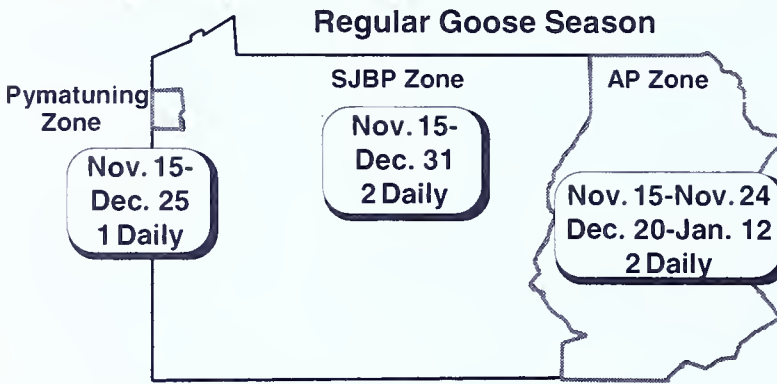 Regular Goose Season
Pymatuning
Zone
SJBP Zone
AP Zone
Nov. 15-
Dec. 25
1 Daily
Nov. 15-
Dec. 31
2 Daily
Nov. 15-Nov. 24
Dec. 20-Jan. 12
2 Daily